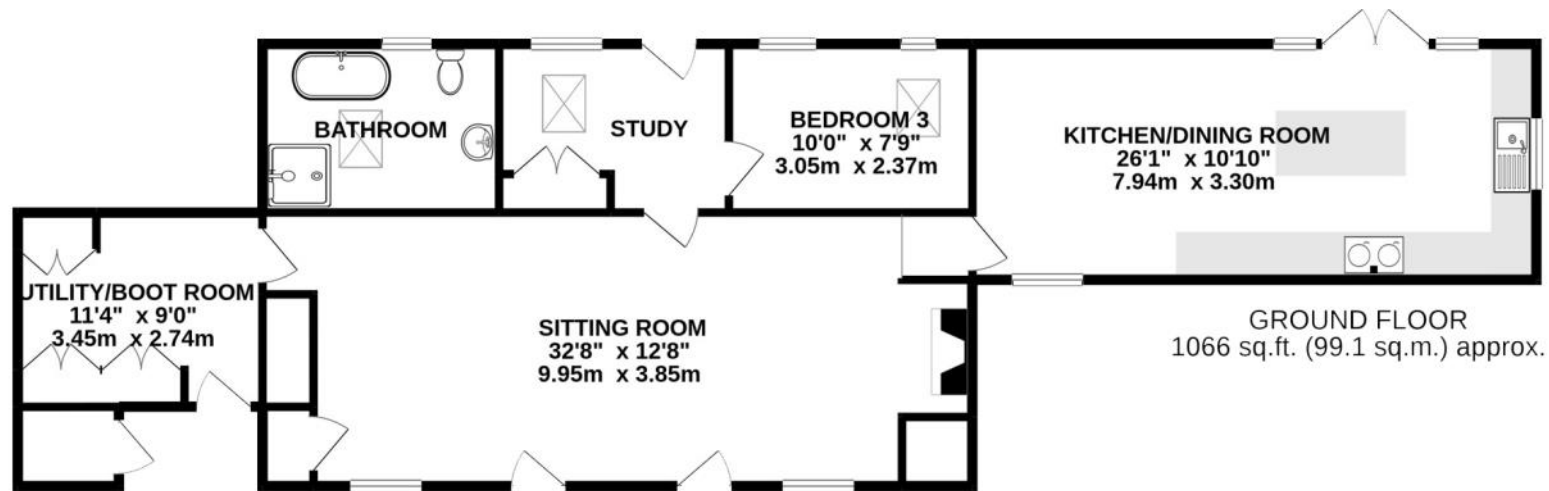 BATHROOM
STUDY
BEDROOM 3
10'0" x 7'9"
3.05m x 2.37m
KITCHEN/DINING ROOM
26'1" x 10'10"
7.94m x 3.30m
UTILITY/BOOT ROOM
11'4" x 9'0"
3.45m x 2.74m
SITTING ROOM
32'8" x 12'8"
9.95m x 3.85m
GROUND FLOOR
1066 sq.ft. (99.1 sq.m.) approx.